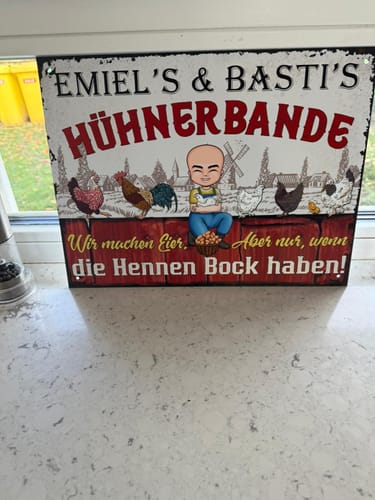 EMIEL'S & BASTI'S
HÜHNERBANDE
Wir machen Eier, Aber nur, wenn
die Hennen Bock haben!